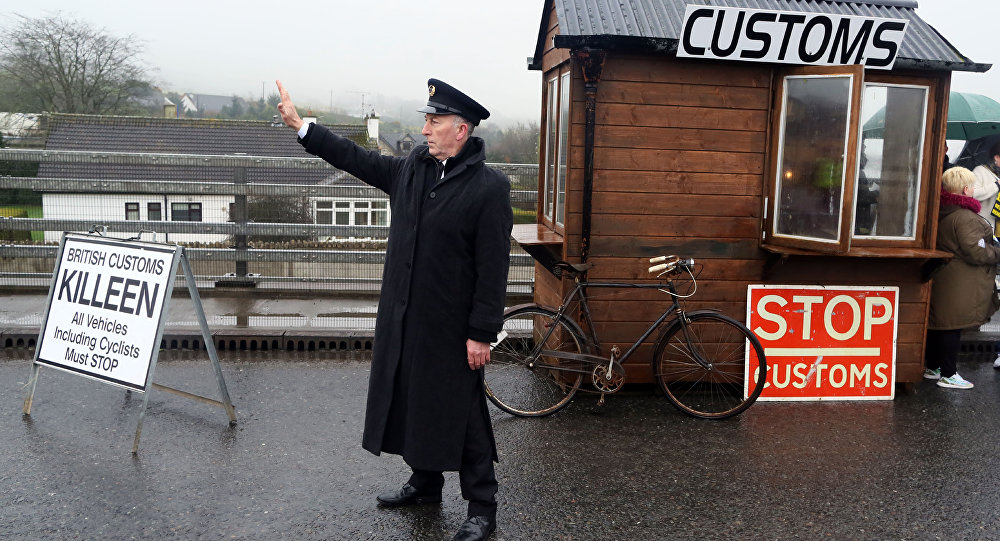 BRITISH CUSTOMS
KILLEEN
All Vehicles
Including Cyclists
Must STOP
CUSTOMS
STOP
CUSTOMS